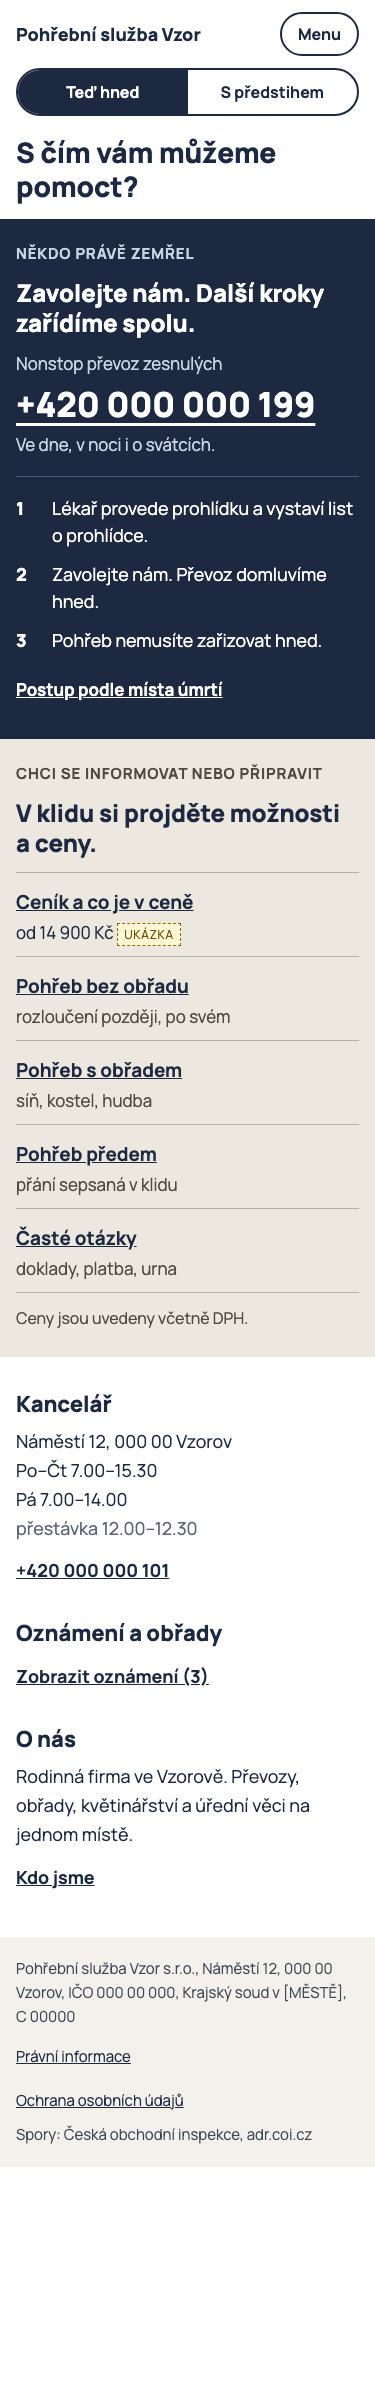 Pohřební služba Vzor
Menu
Teď hned
S předstihem
S čím vám můžeme
pomoct?
NĚKDO PRÁVĚ ZEMŘEL
Zavolejte nám. Další kroky
zařídíme spolu.
Nonstop převoz zesnulých
+420 000 000 199
Ve dne, v noci i o svátcích.
1 Lékař provede prohlídku a vystaví list
o prohlídce.
2 Zavolejte nám. Převoz domluvíme
hned.
3 Pohřeb nemusíte zařizovat hned.
Postup podle místa úmrtí
CHCI SE INFORMOVAT NEBO PŘIPRAVIT
V klidu si projděte možnosti
a ceny.
Ceník a co je v ceně
od 14 900 Kč UKÁZKA
Pohřeb bez obřadu
rozloučení později, po svém
Pohřeb s obřadem
síň, kostel, hudba
Pohřeb předem
přání sepsaná v klidu
Časté otázky
doklady, platba, urna
Ceny jsou uvedeny včetně DPH.
Kancelář
Náměstí 12, 000 00 Vzorov
Po–Čt 7.00–15.30
Pá 7.00–14.00
přestávka 12.00–12.30
+420 000 000 101
Oznámení a obřady
Zobrazit oznámení (3)
O nás
Rodinná firma ve Vzorově. Převozy,
obřady, květinářství a úřední věci na
jednom místě.
Kdo jsme
Pohřební služba Vzor s.r.o., Náměstí 12, 000 00
Vzorov, IČO 000 00 000, Krajský soud v [MĚSTĚ],
C 00000
Právní informace
Ochrana osobních údajů
Spory: Česká obchodní inspekce, adr.coi.cz